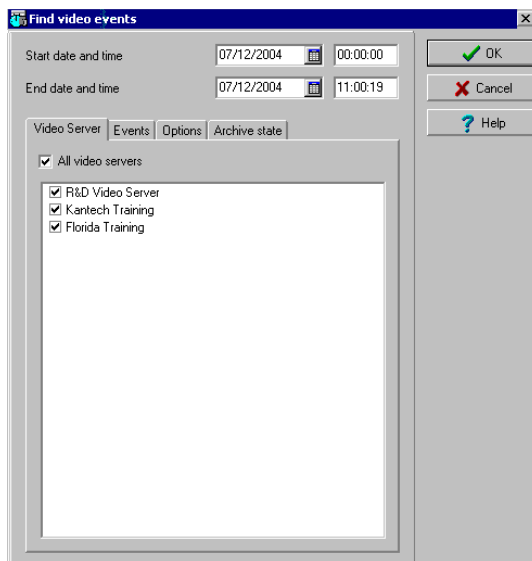 Find video events
Start date and time 07/12/2004 00:00:00 OK
End date and time 07/12/2004 11:00:19 Cancel
Help
Video Server Events Options Archive state
All video servers
R&D Video Server
Kantech Training
Florida Training